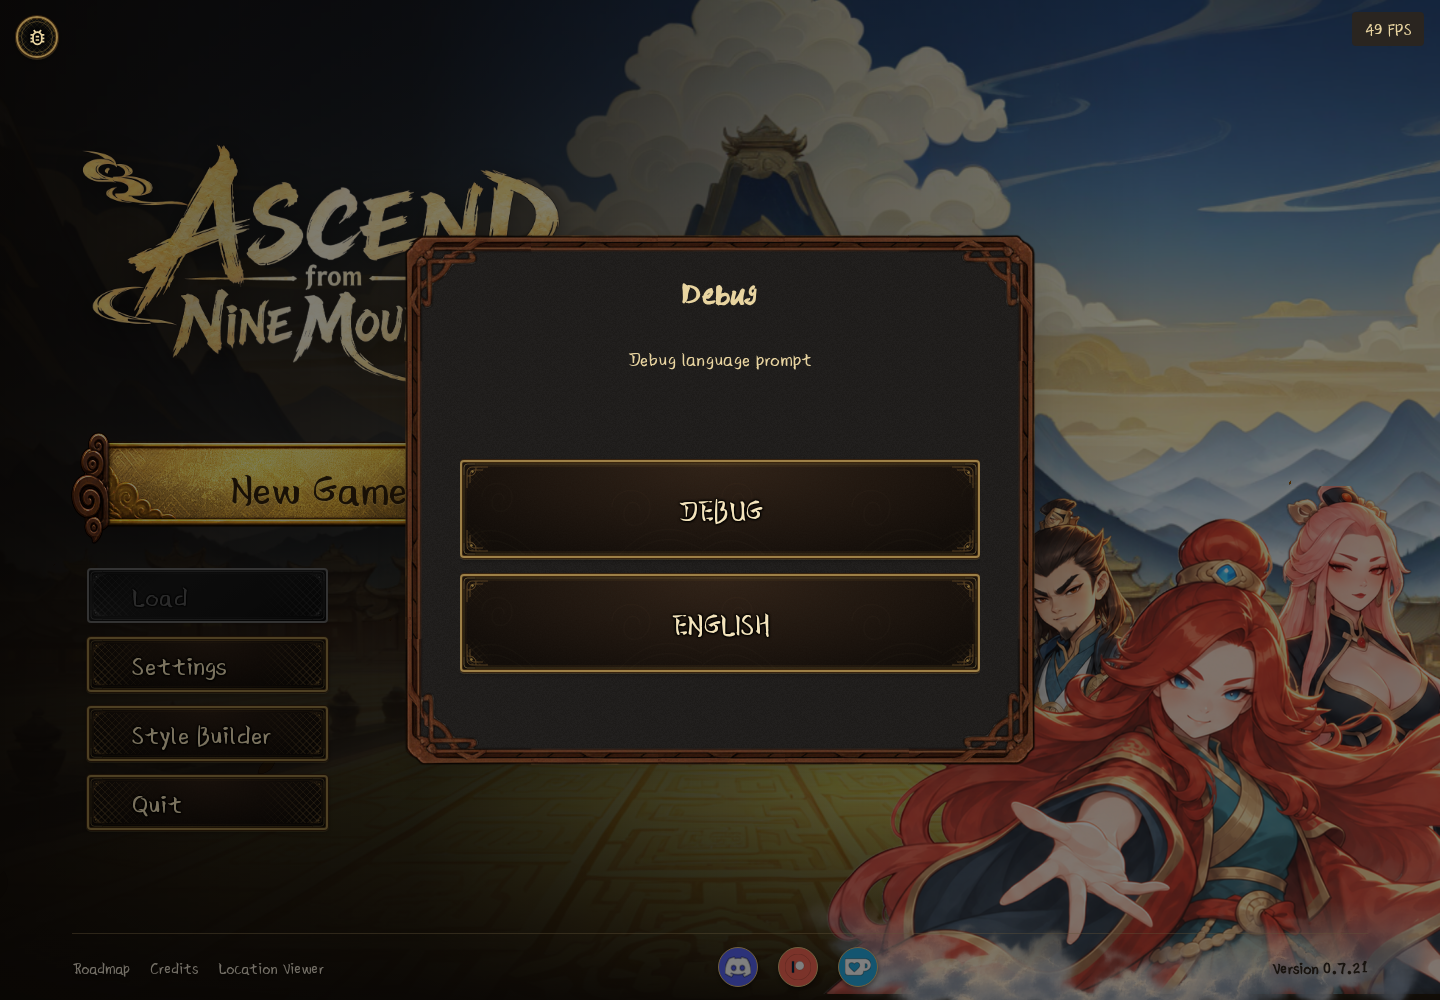 49 FPS
ASCEND
from
NINE MOU
Debug
Debug language prompt
DEBUG
ENGLISH
New Game
Load
Settings
Style Builder
Quit
Roadmap Credits Location Viewer
Version 0.7.21